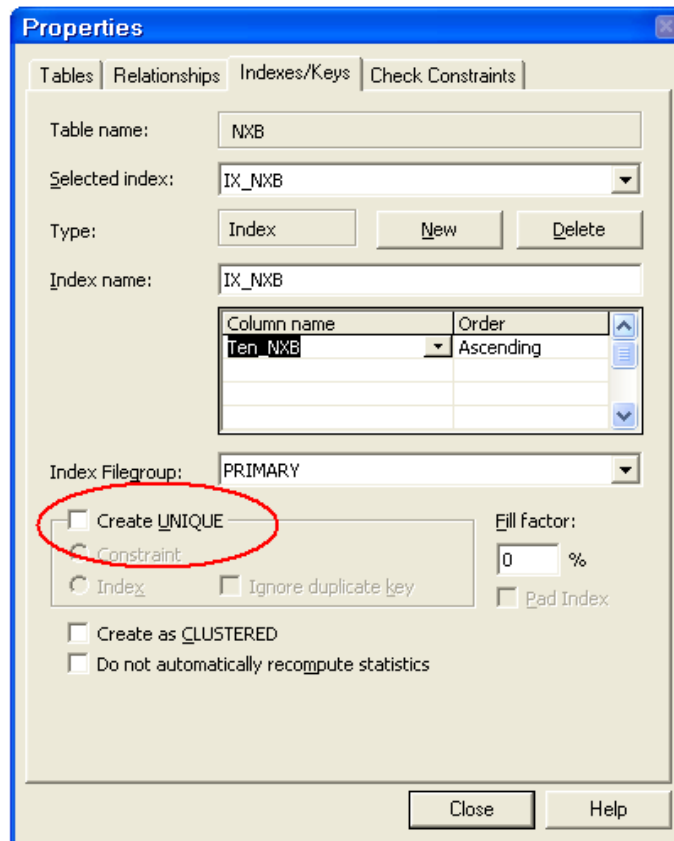 Properties
Tables Relationships Indexes/Keys Check Constraints
Table name: NXB
Selected index: IX_NXB
Type: Index New Delete
Index name: IX_NXB
Column name Order
Ten_NXB Ascending
Index Filegroup: PRIMARY
Create UNIQUE Fill factor:
Constraint 0 %
Index Ignore duplicate key Pad Index
Create as CLUSTERED
Do not automatically recompute statistics
Close Help